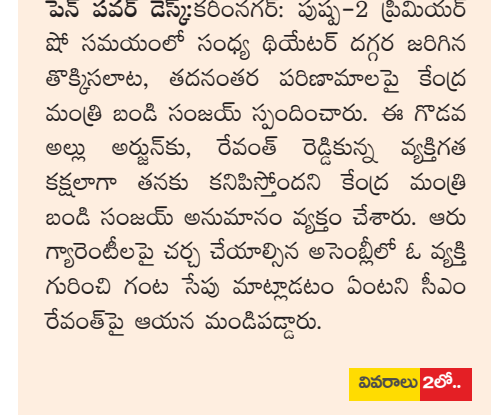 పెన్ పవర్ డెస్క్:కరీంనగర్: పుష్ప-2 ప్రీమియర్
షో సమయంలో సంధ్య థియేటర్ దగ్గర జరిగిన
తొక్కిసలాట, తదనంతర పరిణామాలపై కేంద్ర
మంత్రి బండి సంజయ్ స్పందించారు. ఈ గొడవ
అల్లు అర్జున్‌కు, రేవంత్ రెడ్డికున్న వ్యక్తిగత
కక్షలాగా తనకు కనిపిస్తోందని కేంద్ర మంత్రి
బండి సంజయ్ అనుమానం వ్యక్తం చేశారు. ఆరు
గ్యారెంటీలపై చర్చ చేయాల్సిన అసెంబ్లీలో ఓ వ్యక్తి
గురించి గంట సేపు మాట్లాడటం ఏంటని సీఎం
రేవంత్‌పై ఆయన మండిపడ్డారు.
వివరాలు 2లో..